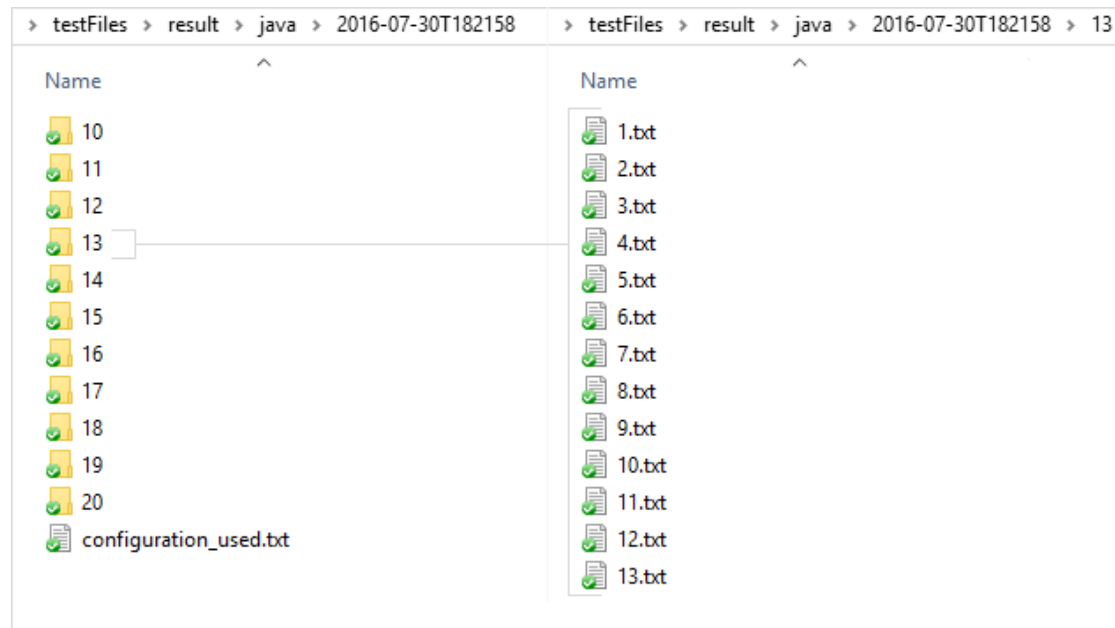 > testFiles > result > java > 2016-07-30T182158
Name
10
11
12
13
14
15
16
17
18
19
20
configuration_used.txt
> testFiles > result > java > 2016-07-30T182158 > 13
Name
1.txt
2.txt
3.txt
4.txt
5.txt
6.txt
7.txt
8.txt
9.txt
10.txt
11.txt
12.txt
13.txt